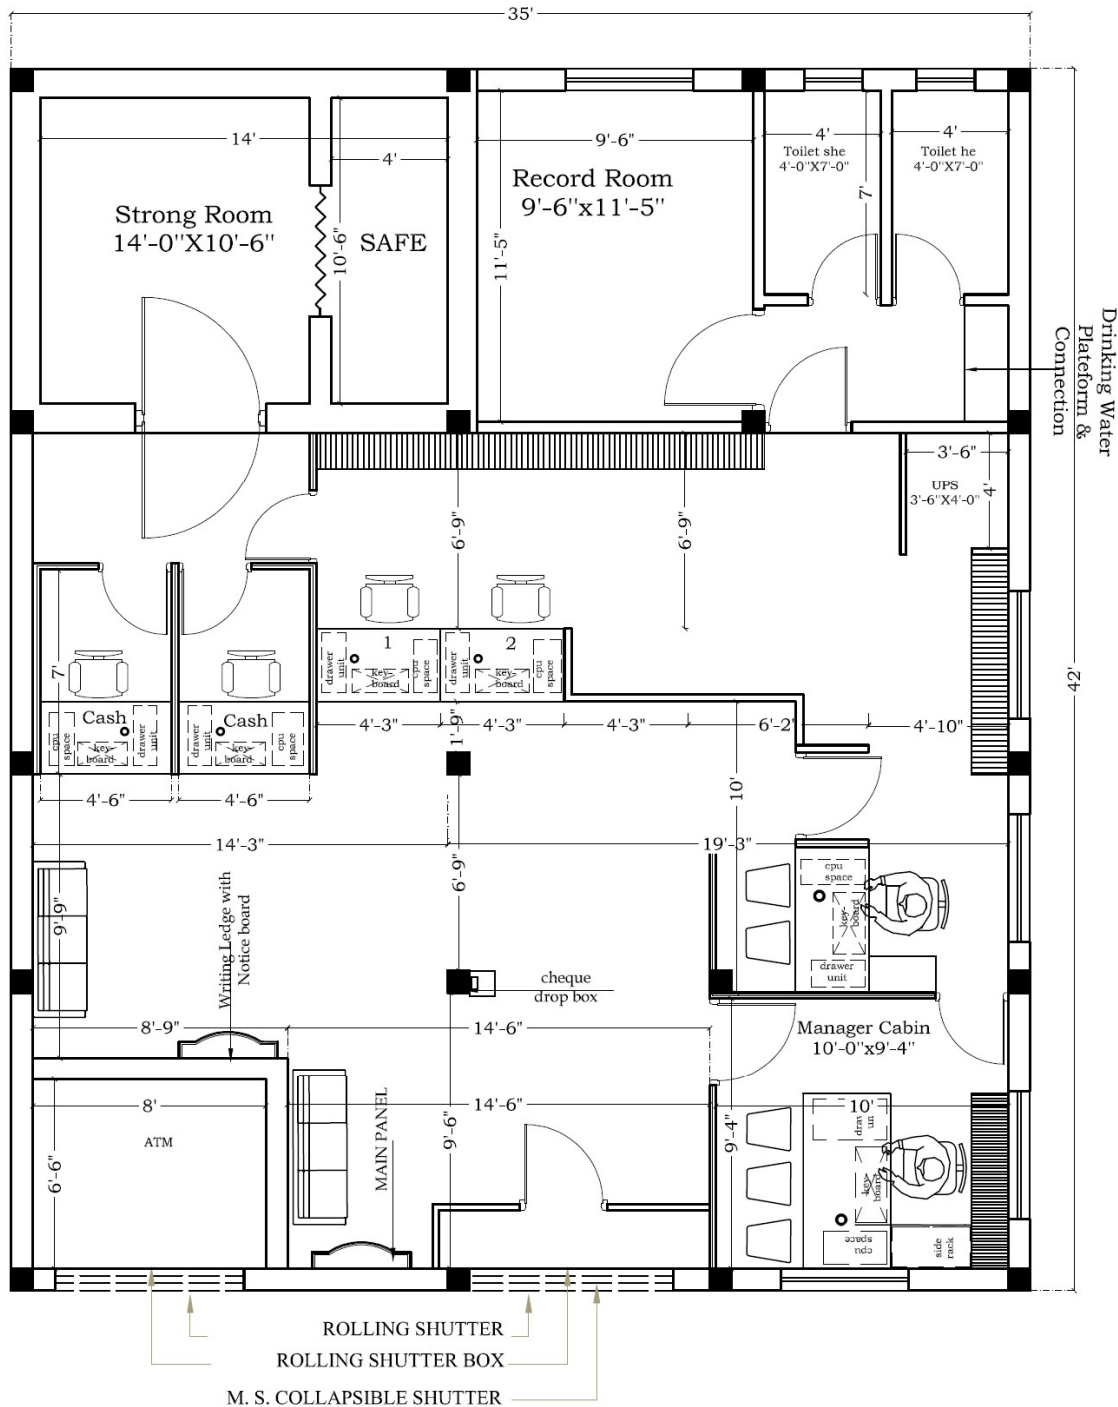 35'
14'
4'
9'-6"
4'
Toilet she
4'-0"X7'-0"
4'
Toilet he
4'-0"X7'-0"
7'
Record Room
9'-6"x11'-5"
Strong Room
14'-0"X10'-6"
10'-6"
SAFE
11'-5"
Drinking Water
Plateform &
Connection
3'-6"
UPS
3'-6"X4'-0"
4'
6'-9"
6'-9"
42'
1
2
drawer
unit
key-
board
cpu
space
drawer
unit
key-
board
cpu
space
7'
Cash
cpu
space
key-
board
drawer
unit
Cash
drawer
unit
key-
board
cpu
space
4'-3"
4'-3"
4'-3"
6'-2"
4'-10"
1'-9"
4'-6"
4'-6"
10'
14'-3"
19'-3"
6'-9"
cpu
space
key-
board
drawer
unit
9'-9"
Writing Ledge with
Notice board
cheque
drop box
8'-9"
14'-6"
Manager Cabin
10'-0"x9'-4"
8'
14'-6"
10'
ATM
6'-6"
MAIN PANEL
9'-6"
9'-4"
key-
board
cpu
space
side
rack
ROLLING SHUTTER
ROLLING SHUTTER BOX
M. S. COLLAPSIBLE SHUTTER